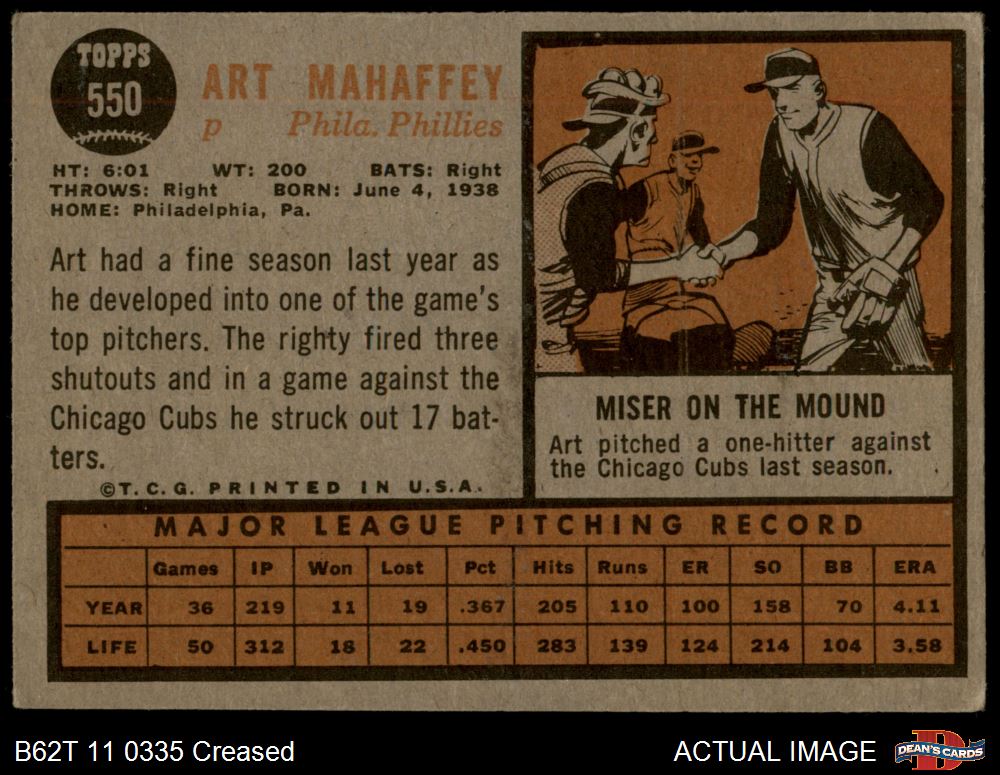 TOPPS
550
ART MAHAFFEY
p Phila. Phillies
HT: 6:01 WT: 200 BATS: Right
THROWS: Right BORN: June 4, 1938
HOME: Philadelphia, Pa.
Art had a fine season last year as
he developed into one of the game's
top pitchers. The righty fired three
shutouts and in a game against the
Chicago Cubs he struck out 17 bat-
ters.
©T.C.G. PRINTED IN U.S.A.
MISER ON THE MOUND
Art pitched a one-hitter against
the Chicago Cubs last season.
MAJOR LEAGUE PITCHING RECORD
Games IP Won Lost Pct Hits Runs ER SO BB ERA
YEAR 36 219 11 19 .367 205 110 100 158 70 4.11
LIFE 50 312 18 22 .450 283 139 124 214 104 3.58
B62T 11 0335 Creased ACTUAL IMAGE DEAN'S CARDS